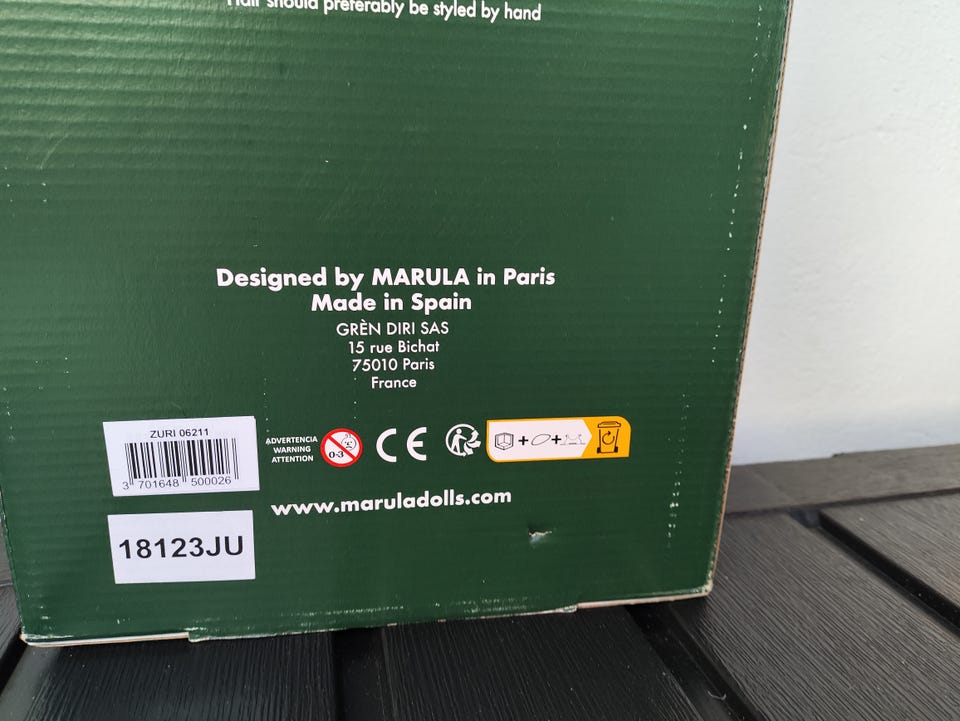 Hair should preferably be styled by hand
Designed by MARULA in Paris
Made in Spain
GRÈN DIRI SAS
15 rue Bichat
75010 Paris
France
ZURI 06211
3 701648 500026
ADVERTENCIA
WARNING
ATTENTION
0-3
CE
www.maruladolls.com
18123JU